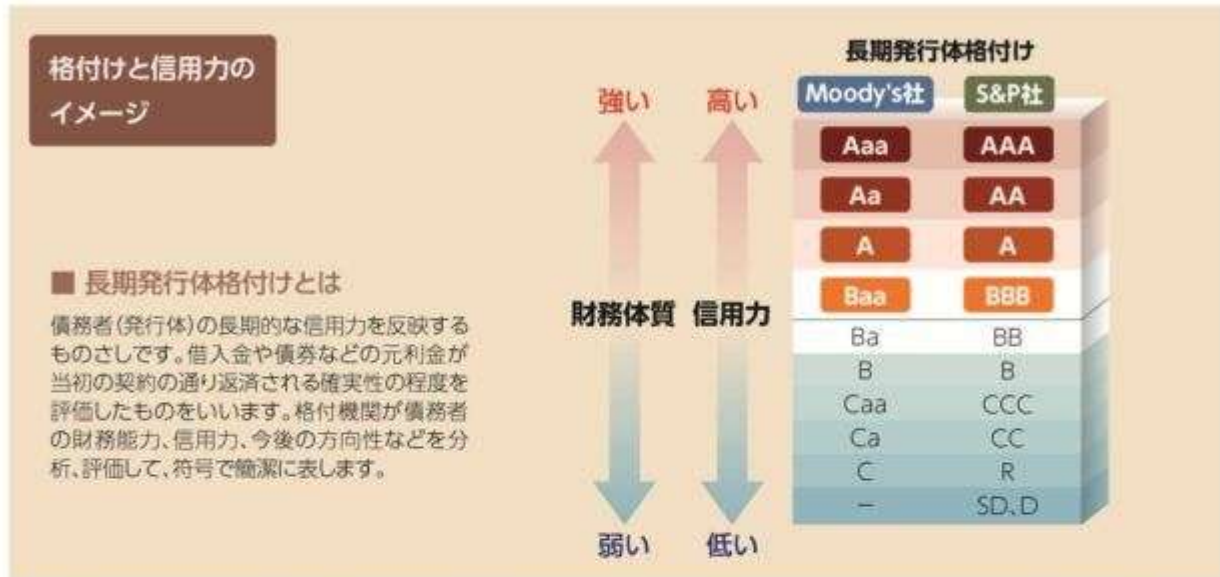 格付けと信用力の
イメージ
■ 長期発行体格付けとは
債務者(発行体)の長期的な信用力を反映する
ものさしです。借入金や債券などの元利金が
当初の契約の通り返済される確実性の程度を
評価したものをいいます。格付機関が債務者
の財務能力、信用力、今後の方向性などを分
析、評価して、符号で簡潔に表します。
強い 高い
財務体質 信用力
弱い 低い
長期発行体格付け
Moody's社 S&P社
Aaa AAA
Aa AA
A A
Baa BBB
Ba BB
B B
Caa CCC
Ca CC
C R
− SD、D